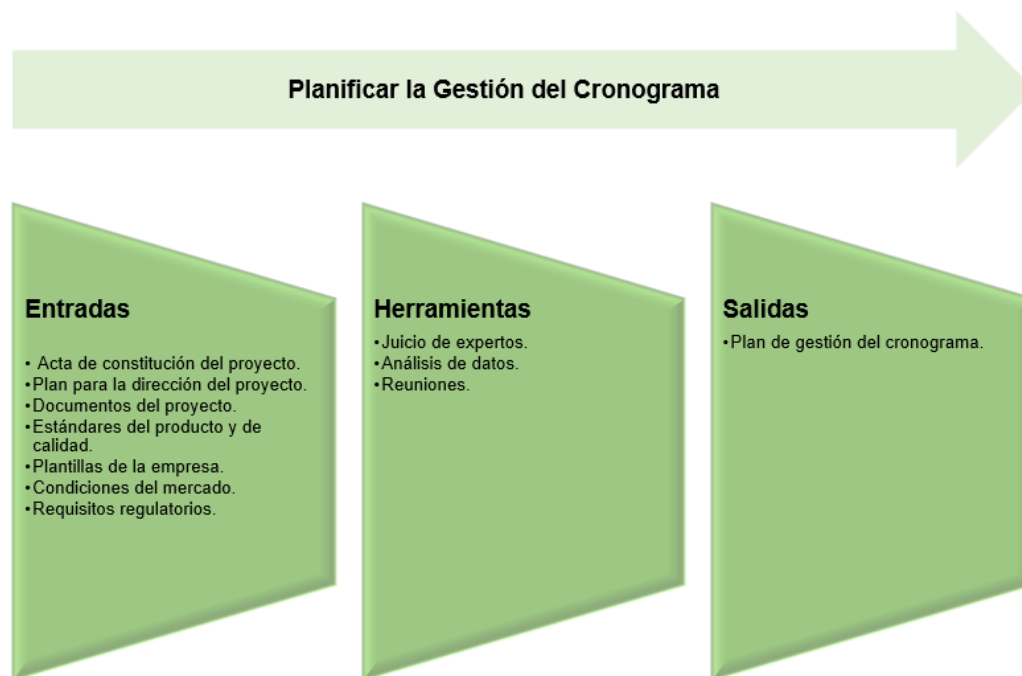 Planificar la Gestión del Cronograma
Entradas
• Acta de constitución del proyecto.
•Plan para la dirección del proyecto.
•Documentos del proyecto.
•Estándares del producto y de
calidad.
•Plantillas de la empresa.
•Condiciones del mercado.
•Requisitos regulatorios.
Herramientas
•Juicio de expertos.
•Análisis de datos.
•Reuniones.
Salidas
•Plan de gestión del cronograma.